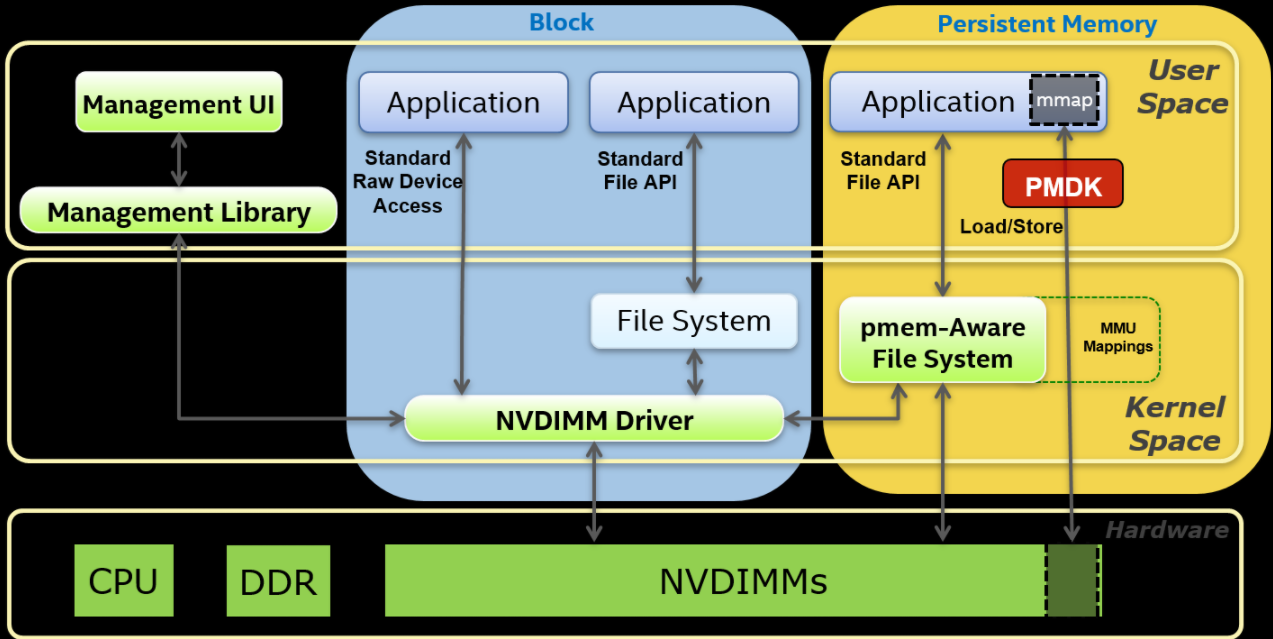 Block
Persistent Memory
User
Space
Management UI
Application
Application
Application
mmap
Standard
Raw Device
Access
Standard
File API
Standard
File API
PMDK
Management Library
Load/Store
File System
pmem-Aware
File System
MMU
Mappings
NVDIMM Driver
Kernel
Space
Hardware
CPU
DDR
NVDIMMs